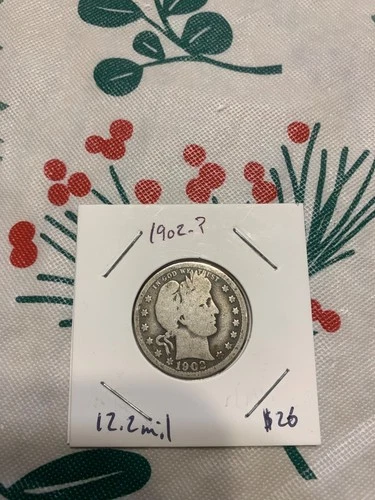 1902-?
IN GOD WE TRUST
1902
12.2mil
$26